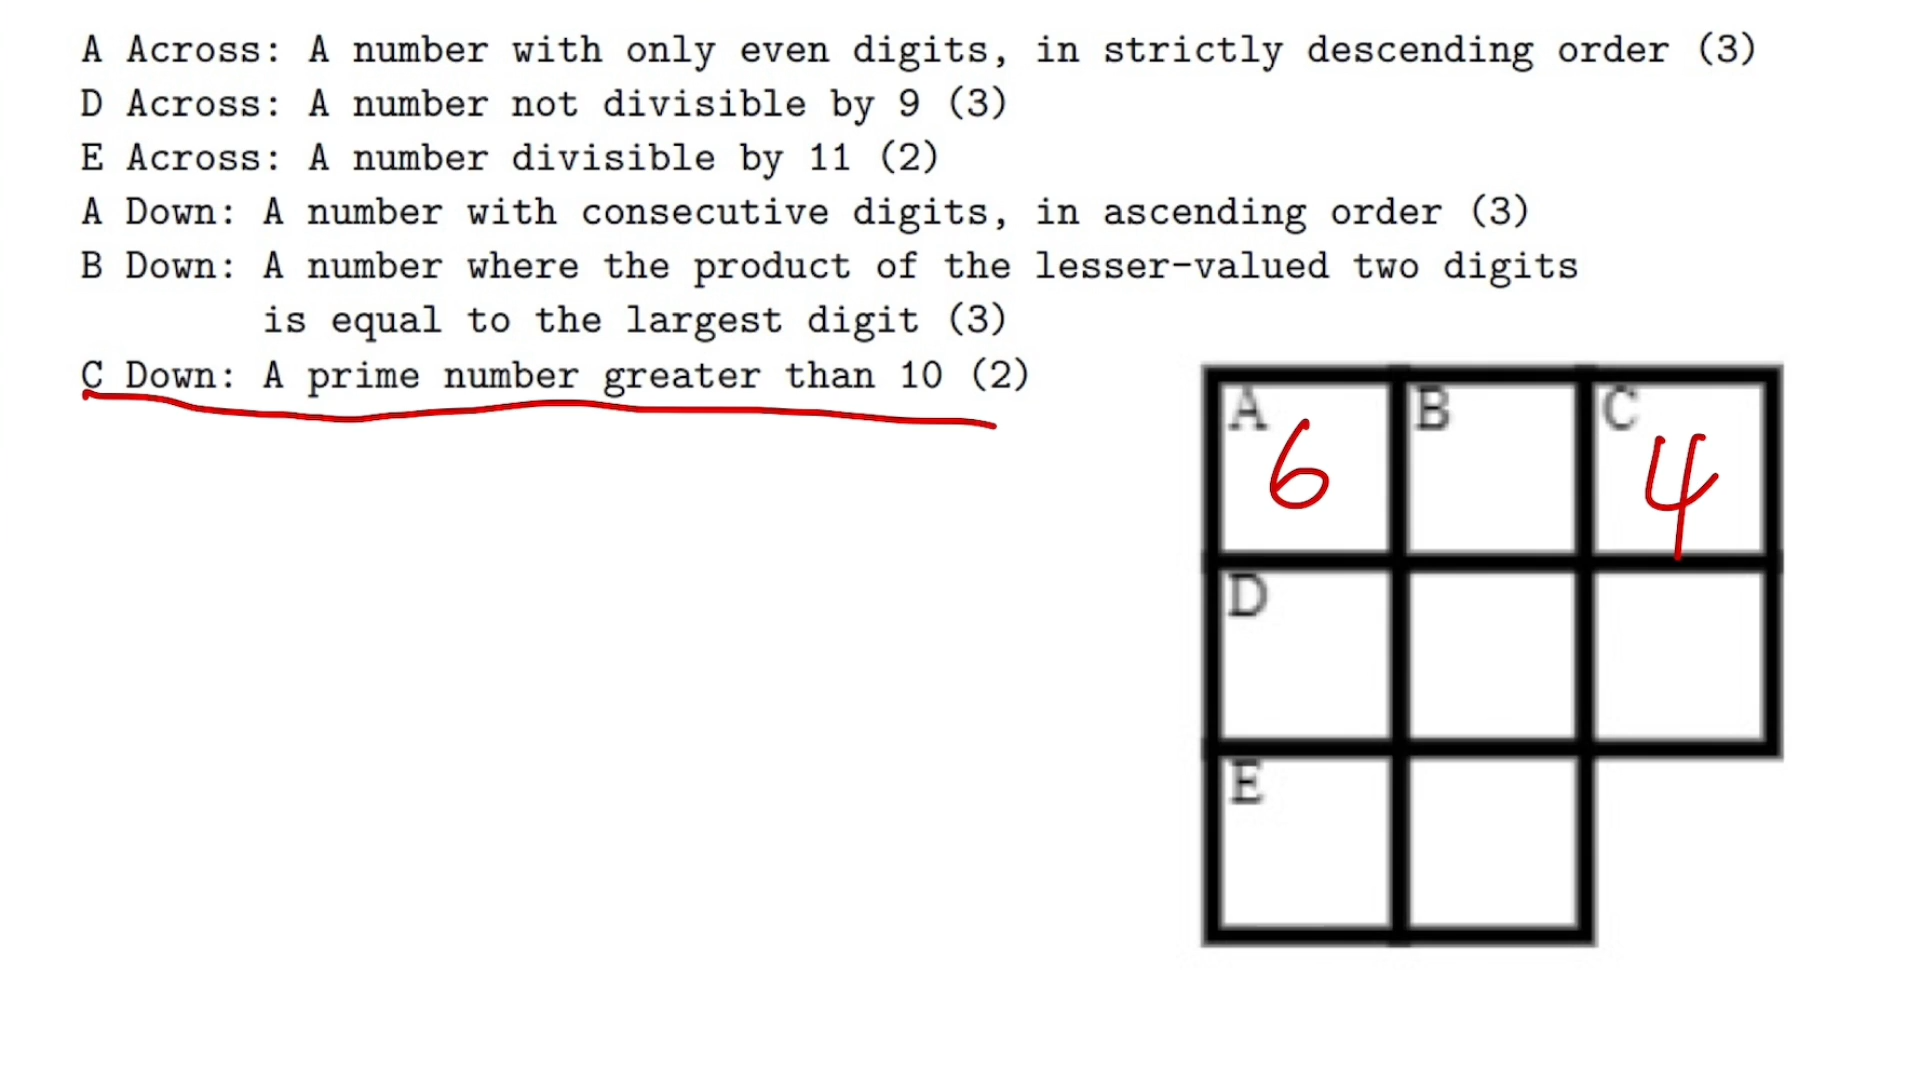 A Across: A number with only even digits, in strictly descending order (3)
D Across: A number not divisible by 9 (3)
E Across: A number divisible by 11 (2)
A Down: A number with consecutive digits, in ascending order (3)
B Down: A number where the product of the lesser-valued two digits
is equal to the largest digit (3)
C Down: A prime number greater than 10 (2)
A B C
6 4
D
E